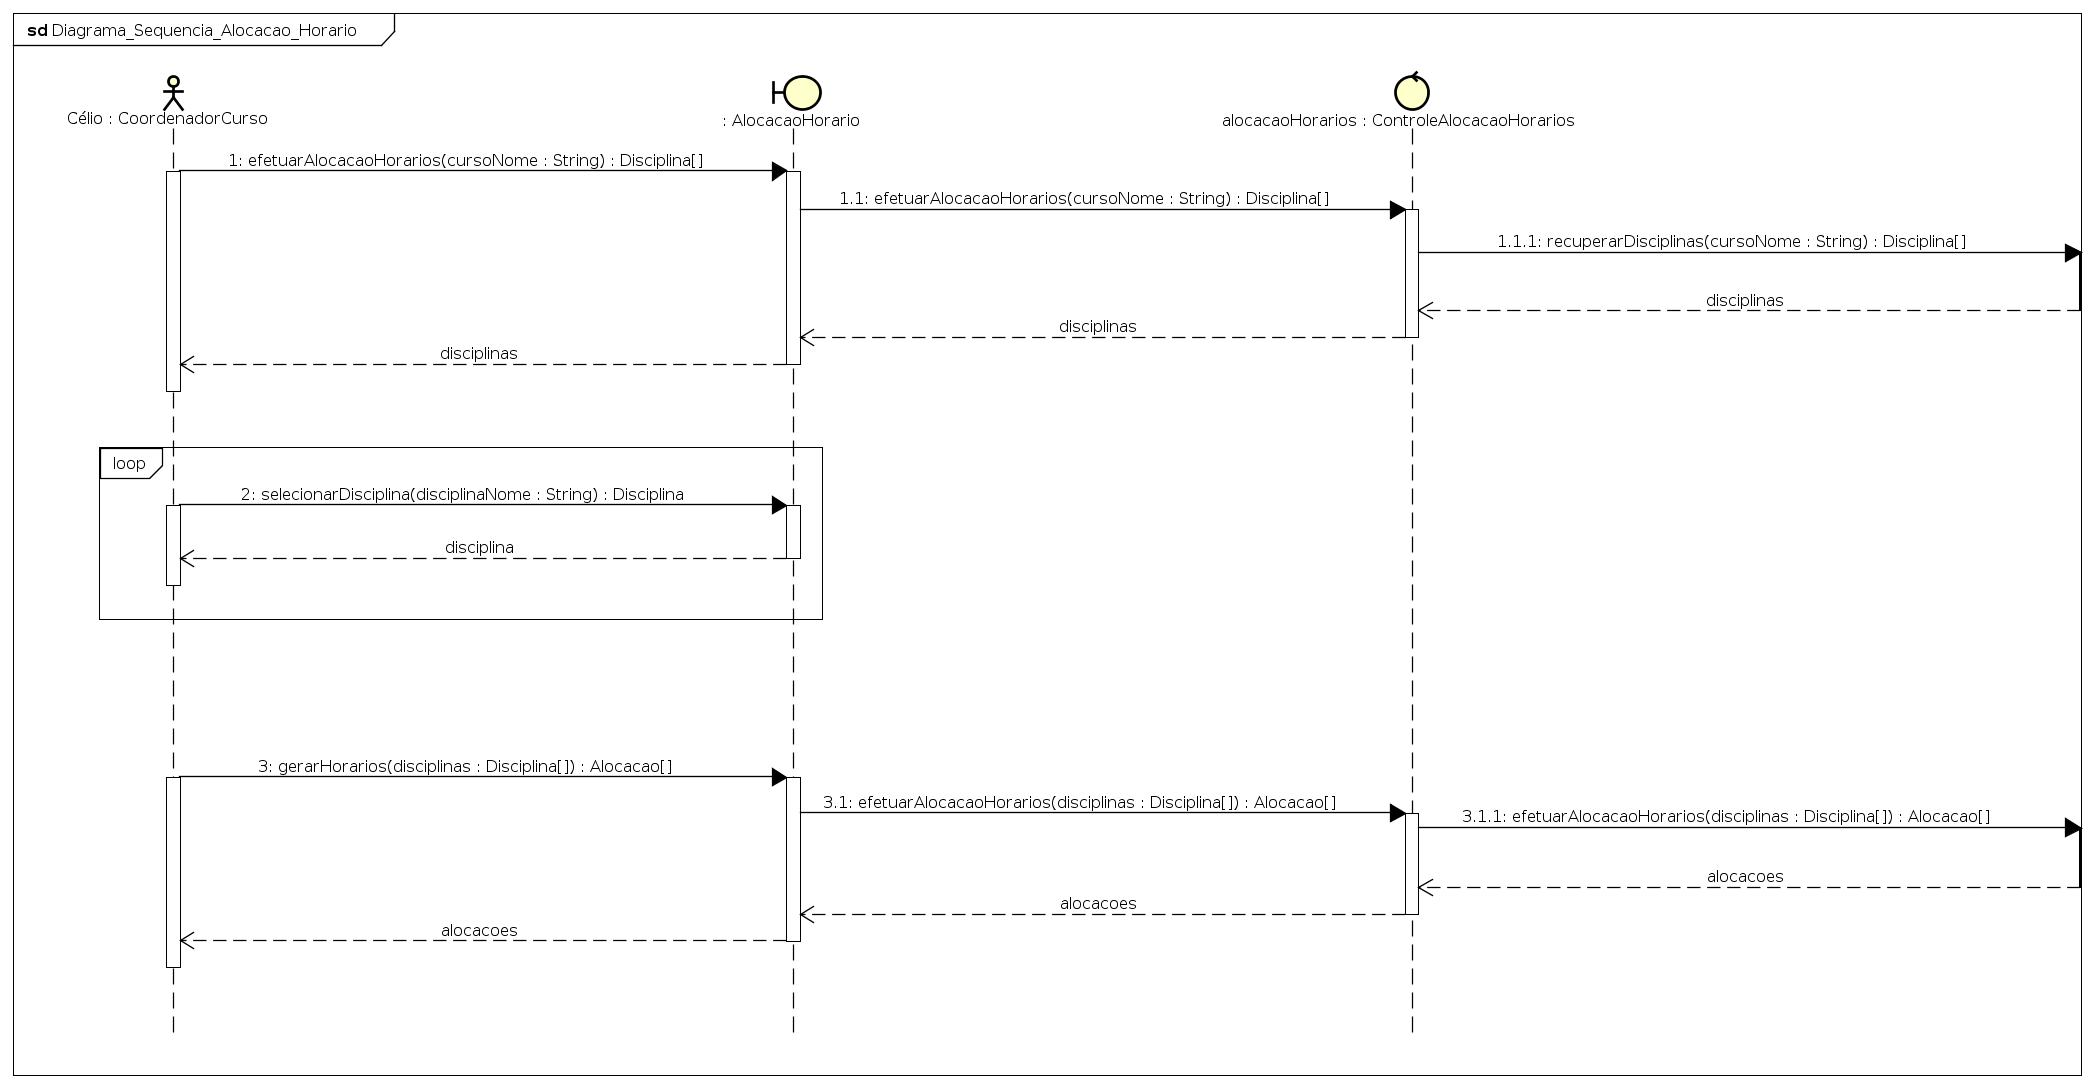 sd Diagrama_Sequencia_Alocacao_Horario
Célio : CoordenadorCurso
: AlocacaoHorario
alocacaoHorarios : ControleAlocacaoHorarios
1: efetuarAlocacaoHorarios(cursoNome : String) : Disciplina[]
1.1: efetuarAlocacaoHorarios(cursoNome : String) : Disciplina[]
1.1.1: recuperarDisciplinas(cursoNome : String) : Disciplina[]
disciplinas
disciplinas
disciplinas
loop
2: selecionarDisciplina(disciplinaNome : String) : Disciplina
disciplina
3: gerarHorarios(disciplinas : Disciplina[]) : Alocacao[]
3.1: efetuarAlocacaoHorarios(disciplinas : Disciplina[]) : Alocacao[]
3.1.1: efetuarAlocacaoHorarios(disciplinas : Disciplina[]) : Alocacao[]
alocacoes
alocacoes
alocacoes